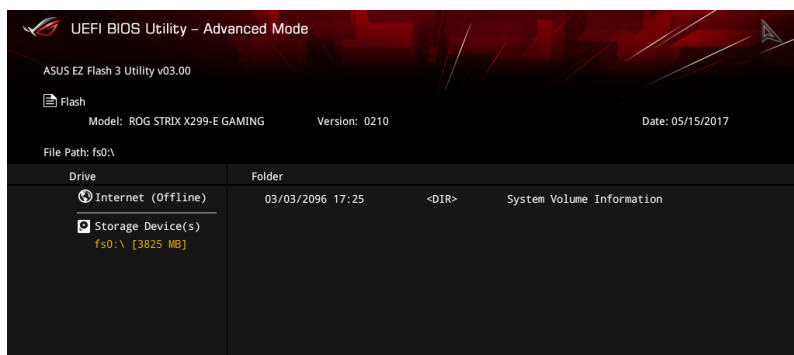 UEFI BIOS Utility – Advanced Mode
ASUS EZ Flash 3 Utility v03.00
Flash
Model: ROG STRIX X299-E GAMING Version: 0210 Date: 05/15/2017
File Path: fs0:\
Drive Folder
Internet (Offline) 03/03/2096 17:25 <DIR> System Volume Information
Storage Device(s)
fs0:\ [3825 MB]